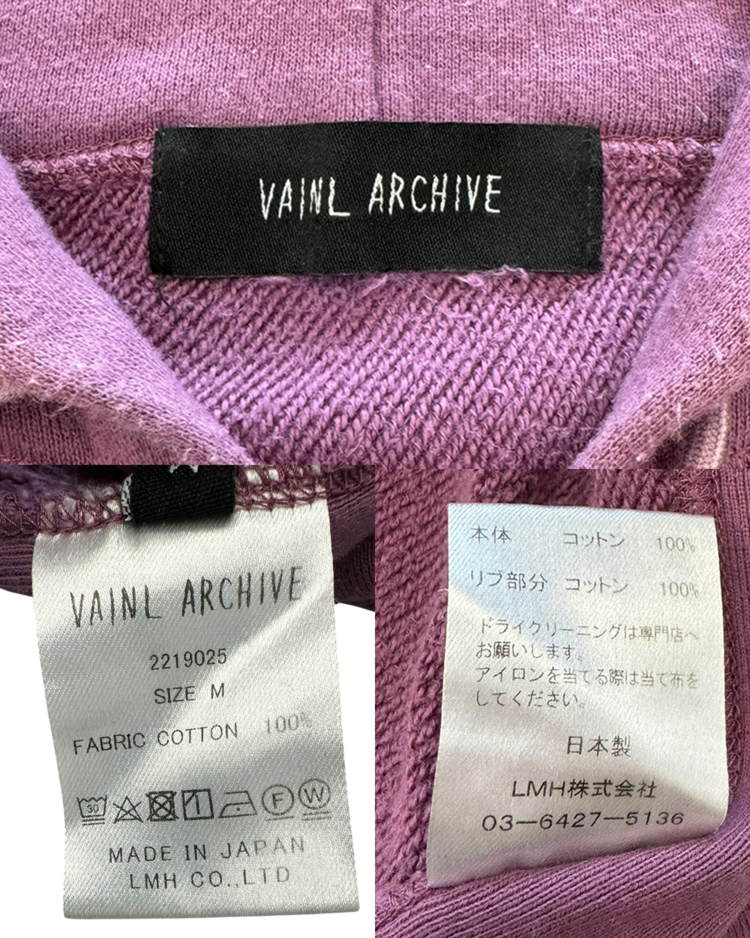 VAINL ARCHIVE
VAINL ARCHIVE
2219025
SIZE M
FABRIC COTTON 100%
30
F W
MADE IN JAPAN
LMH CO.,LTD
本体 コットン 100%
リブ部分 コットン 100%
ドライクリーニングは専門店へ
お願いします。
アイロンを当てる際は当て布を
してください。
日本製
LMH株式会社
03-6427-5136